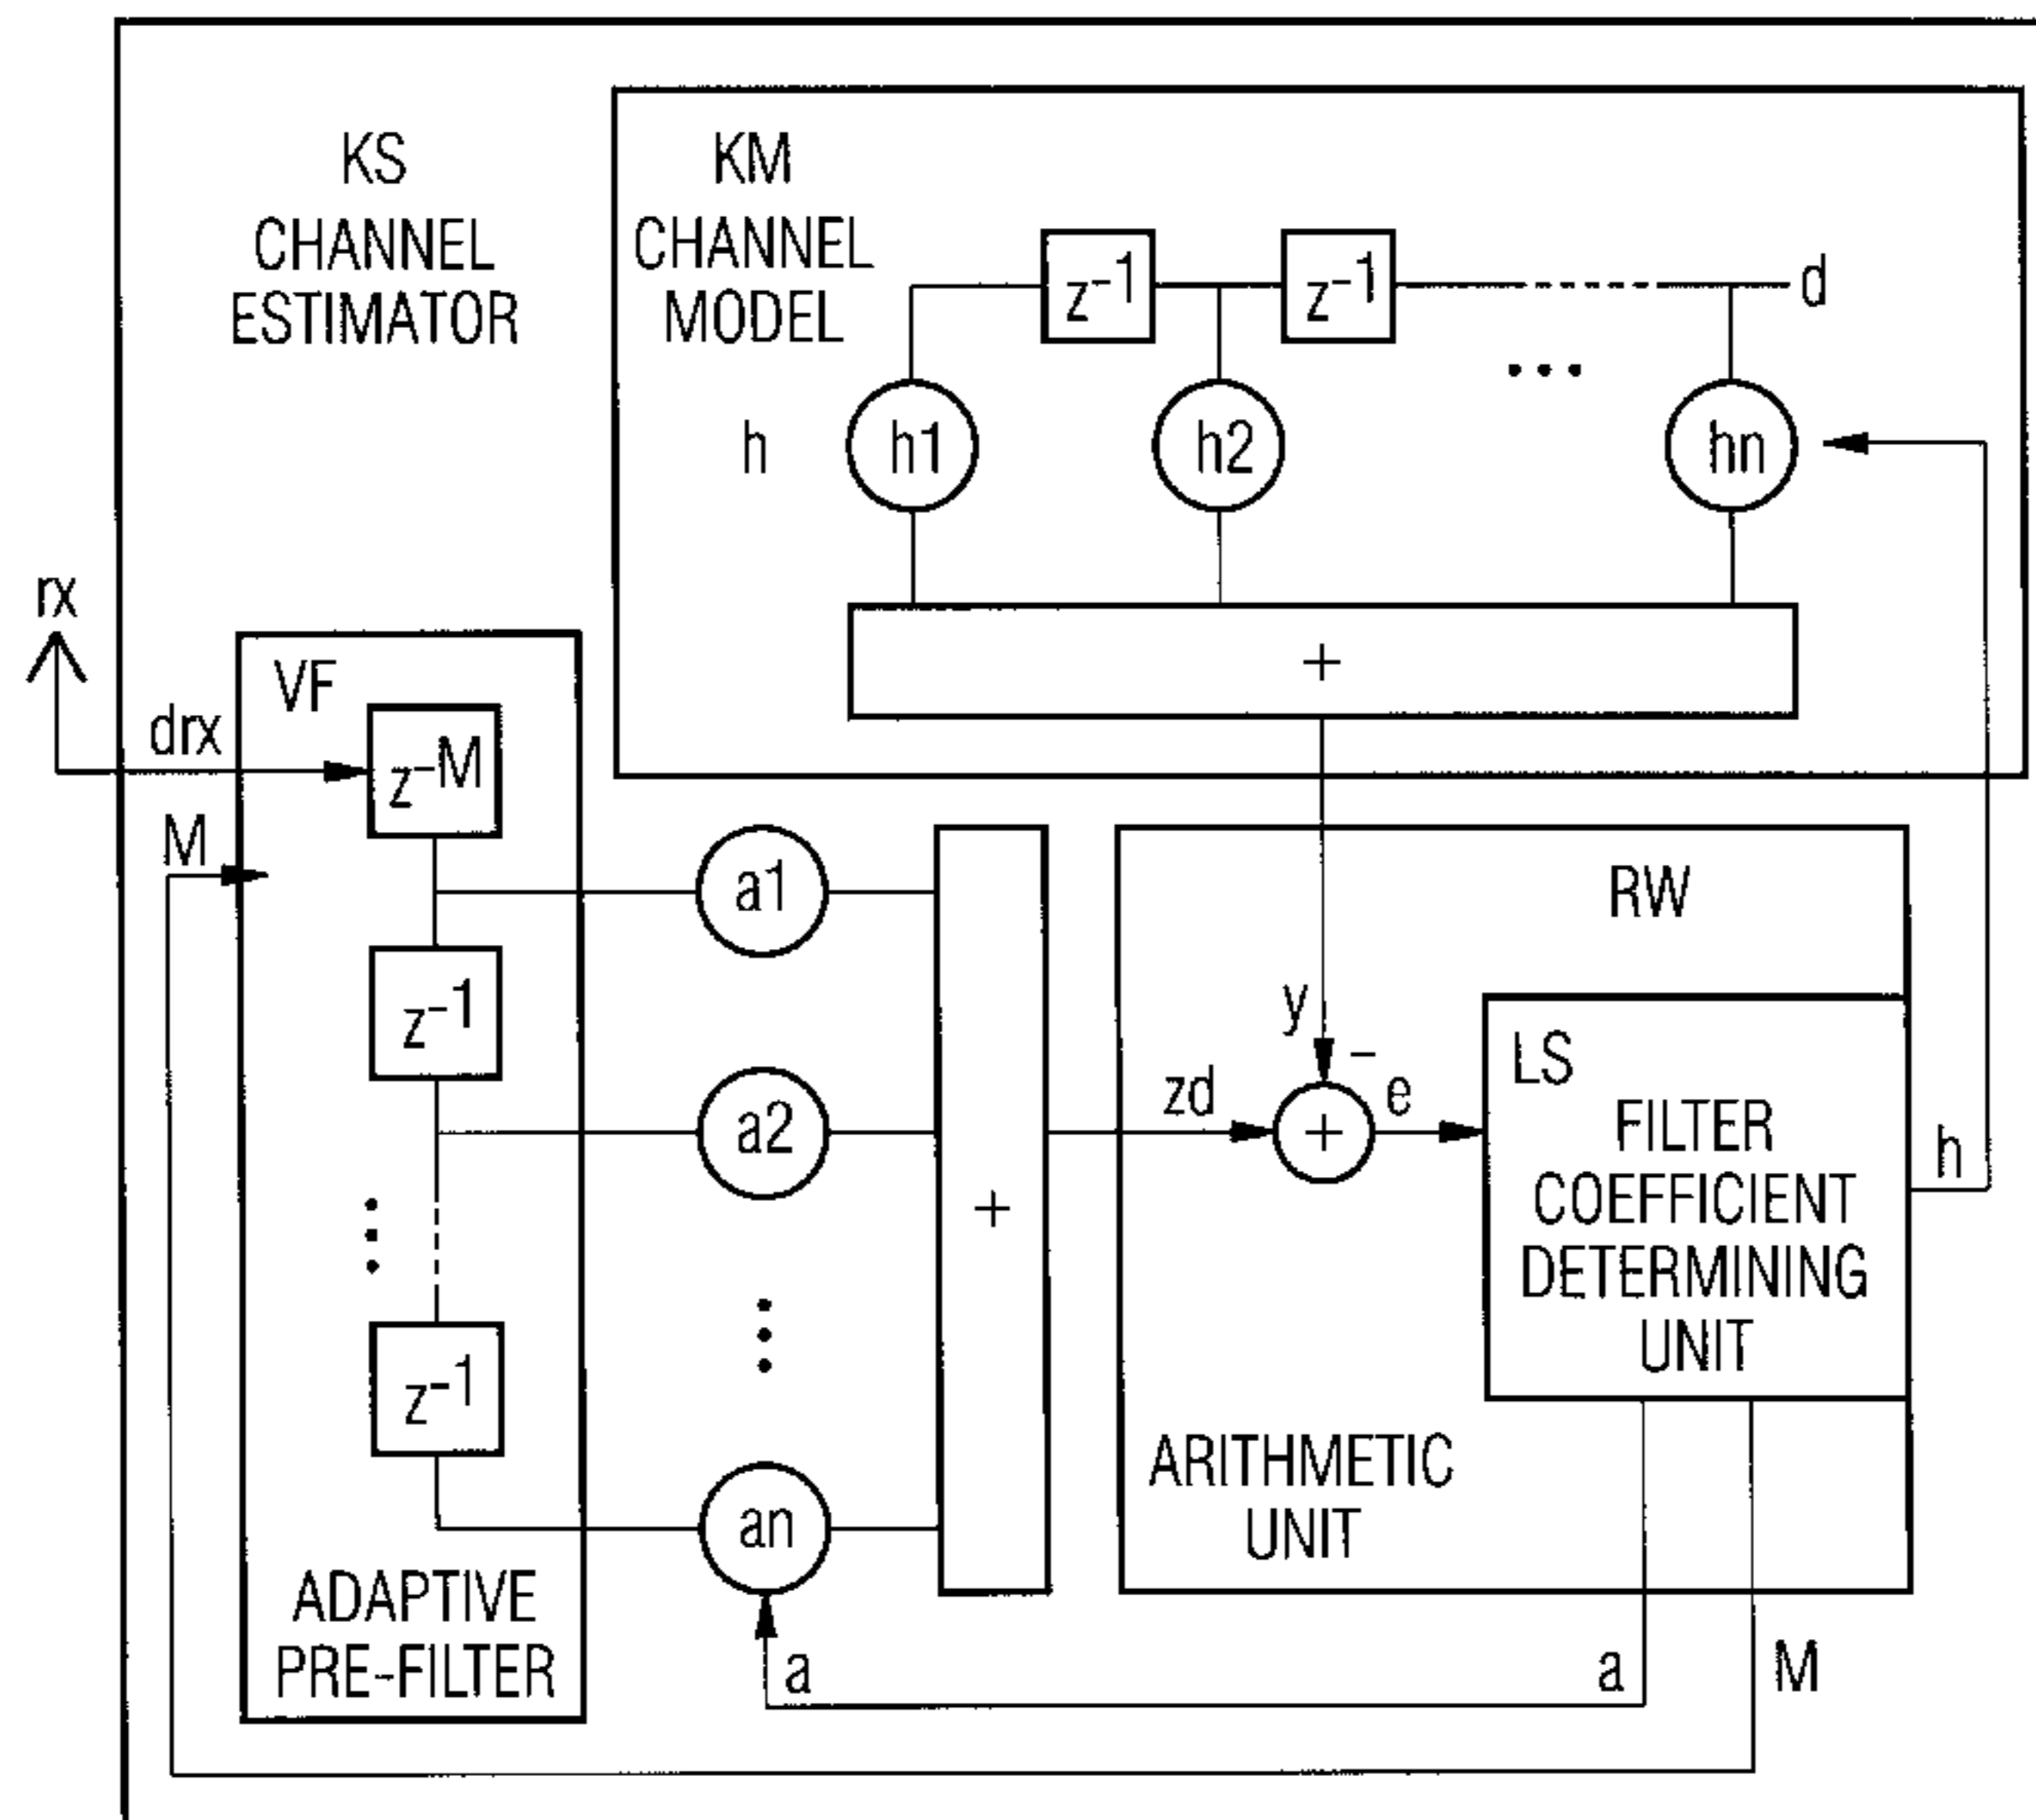 KS
CHANNEL
ESTIMATOR
KM
CHANNEL
MODEL
z⁻¹
z⁻¹
d
...
h
h1
h2
hn
+
rx
drx
VF
z⁻ᴹ
M
a1
z⁻¹
a2
z⁻¹
an
+
ADAPTIVE
PRE-FILTER
RW
y
-
zd
+
e
LS
FILTER
COEFFICIENT
DETERMINING
UNIT
h
ARITHMETIC
UNIT
a
a
M